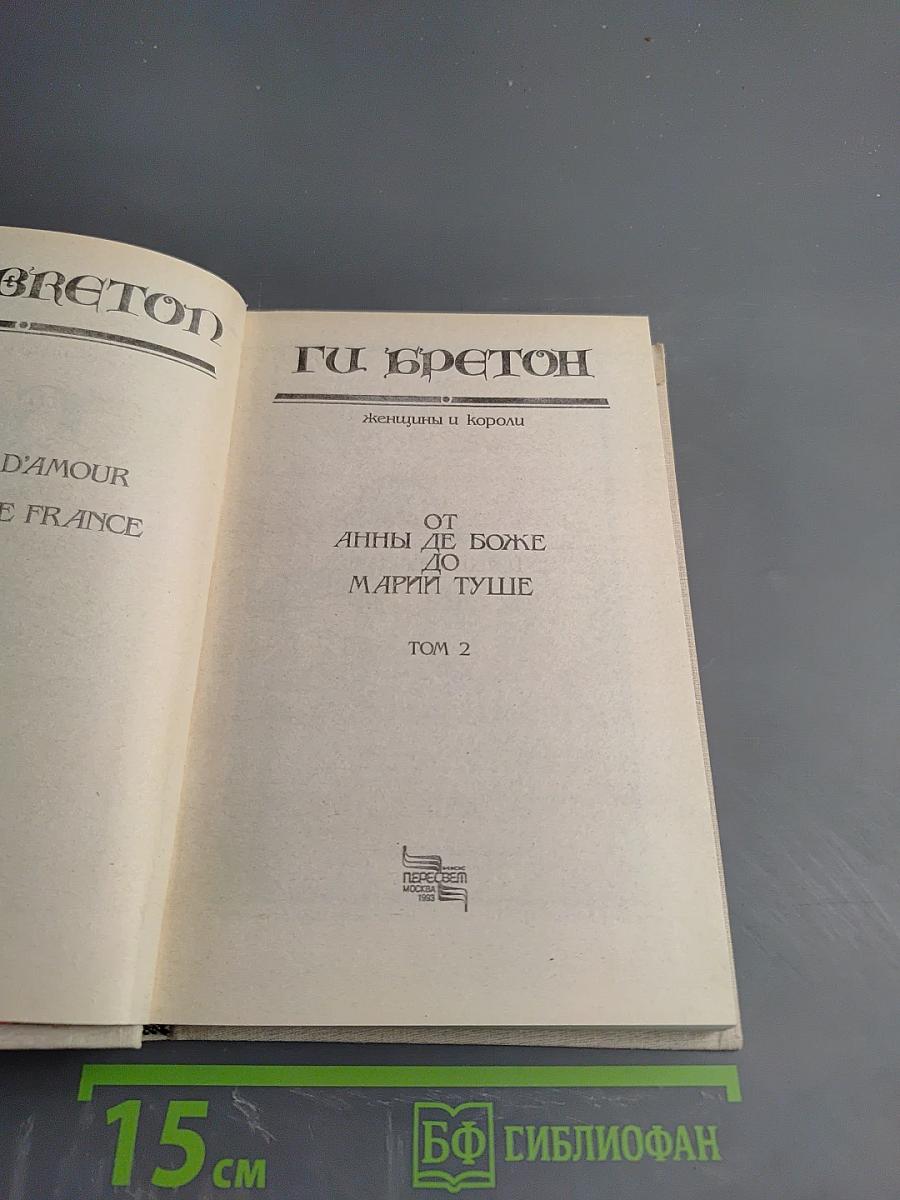 BRETON
D'AMOUR
E FRANCE
ГИ БРЕТОН
женщины и короли
ОТ
АННЫ ДЕ БОЖЕ
ДО
МАРИИ ТУШЕ
ТОМ 2
ПЕРЕСВЕТ
МОСКВА
1993
15 см
БФ ГИБЛИОФАН